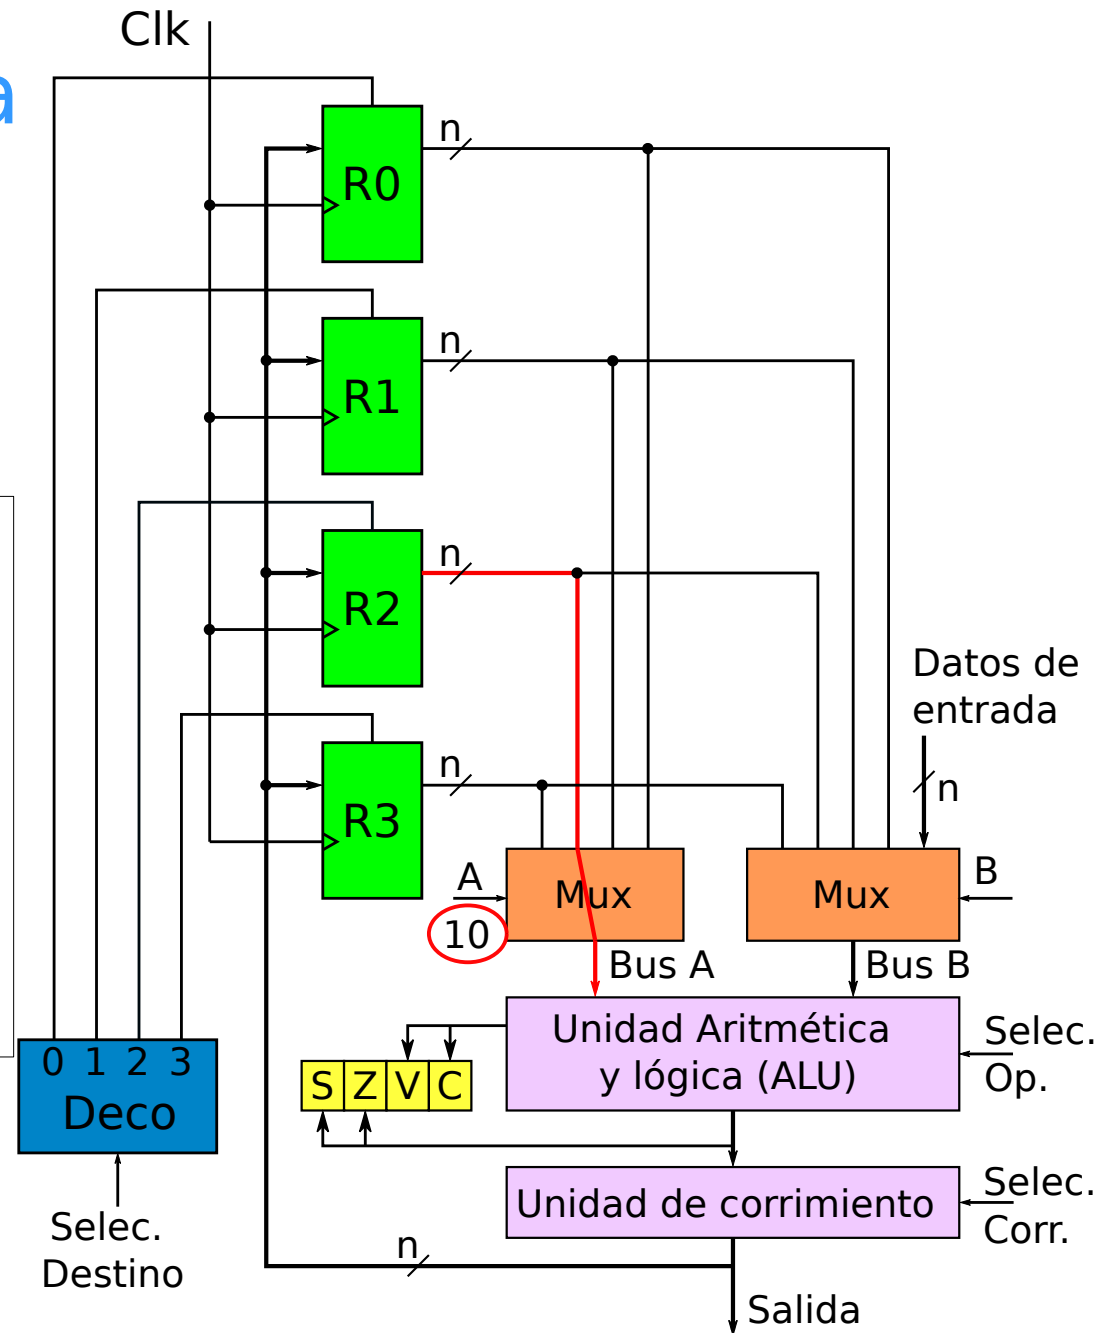 Clk
a
n
R0
n
R1
n
R2
Datos de
entrada
n
n
R3
A
Mux
Mux
B
10
Bus A
Bus B
Unidad Aritmética
y lógica (ALU)
Selec.
Op.
0 1 2 3
Deco
S Z V C
Unidad de corrimiento
Selec.
Corr.
Selec.
Destino
n
Salida